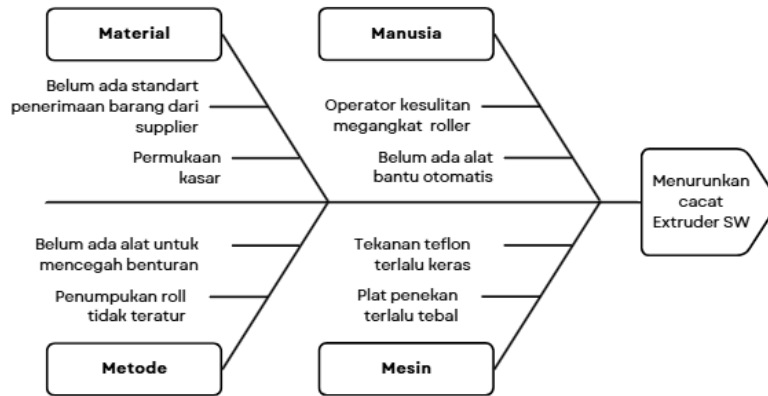 Material
Manusia
Belum ada standart
penerimaan barang dari
supplier
Permukaan
kasar
Operator kesulitan
megangkat roller
Belum ada alat
bantu otomatis
Menurunkan
cacat
Extruder SW
Belum ada alat untuk
mencegah benturan
Penumpukan roll
tidak teratur
Tekanan teflon
terlalu keras
Plat penekan
terlalu tebal
Metode
Mesin